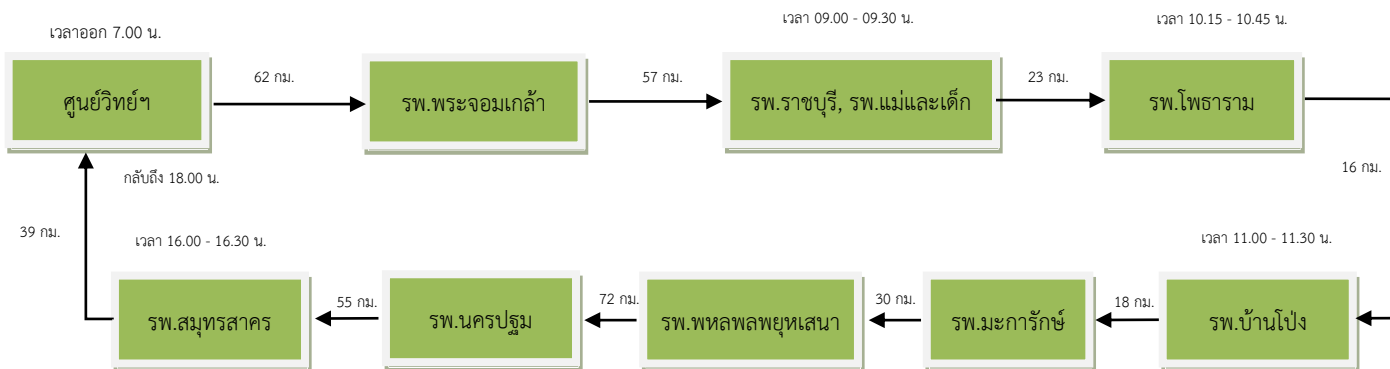 เวลาออก 7.00 น.
เวลา 09.00 - 09.30 น.
เวลา 10.15 - 10.45 น.
ศูนย์วิทย์ฯ
62 กม.
รพ.พระจอมเกล้า
57 กม.
รพ.ราชบุรี, รพ.แม่และเด็ก
23 กม.
รพ.โพธาราม
16 กม.
กลับถึง 18.00 น.
39 กม.
เวลา 16.00 - 16.30 น.
เวลา 11.00 - 11.30 น.
รพ.สมุทรสาคร
55 กม.
รพ.นครปฐม
72 กม.
รพ.พหลพลพยุหเสนา
30 กม.
รพ.มะการักษ์
18 กม.
รพ.บ้านโป่ง